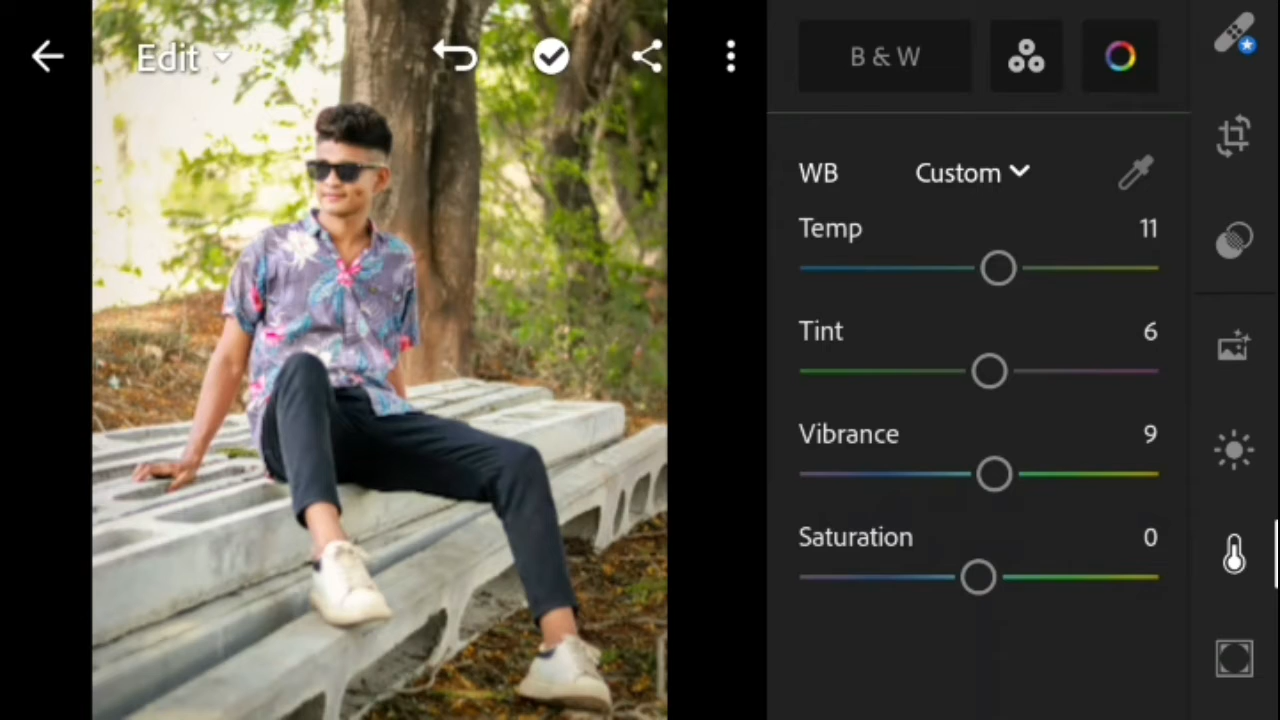 Edit
B & W
WB Custom
Temp 11
Tint 6
Vibrance 9
Saturation 0